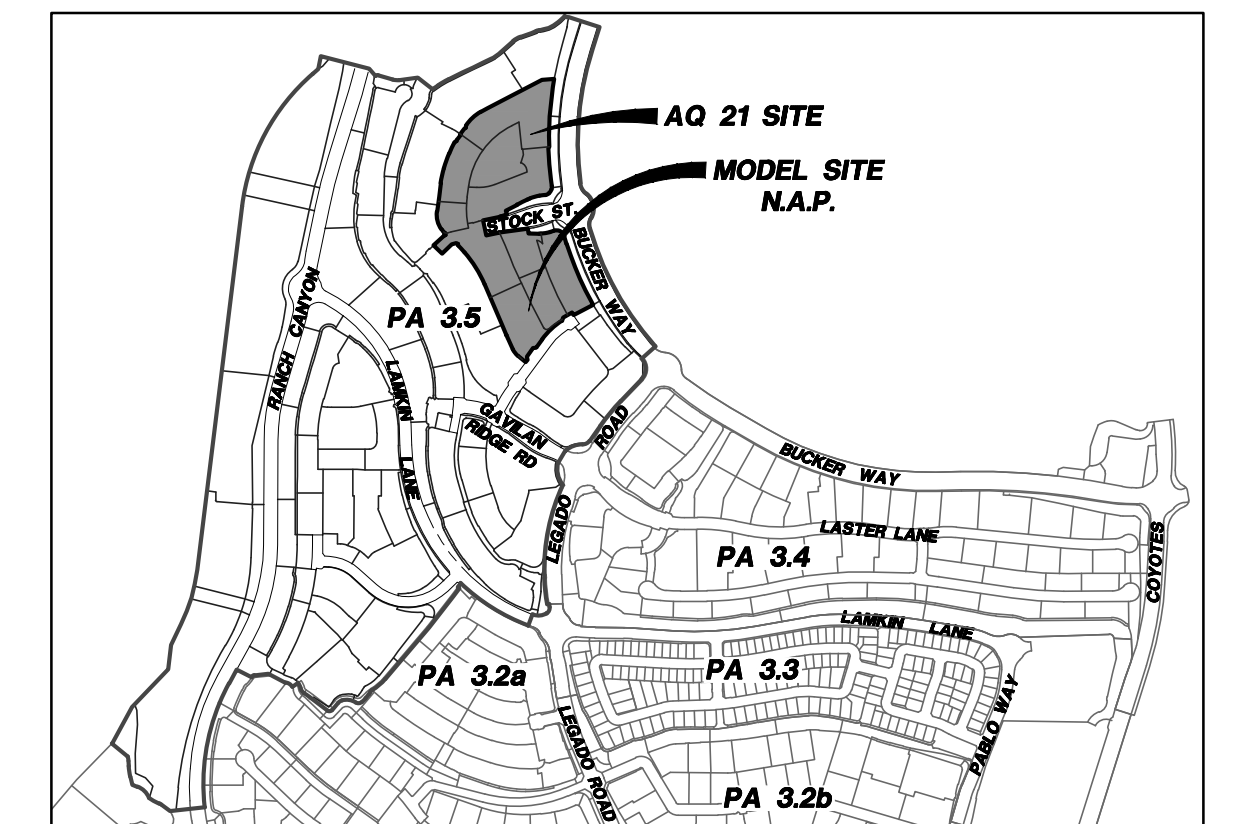 AQ 21 SITE
MODEL SITE
N.A.P.
STOCK ST.
BUCKER WAY
RANCH CANYON
PA 3.5
LAMKIN
LANE
GAVILAN
RIDGE RD
ROAD
LEGADO
BUCKER WAY
LASTER LANE
PA 3.4
COYOTES
LAMKIN LANE
PA 3.2a
PA 3.3
LEGADO ROAD
PABLO WAY
PA 3.2b